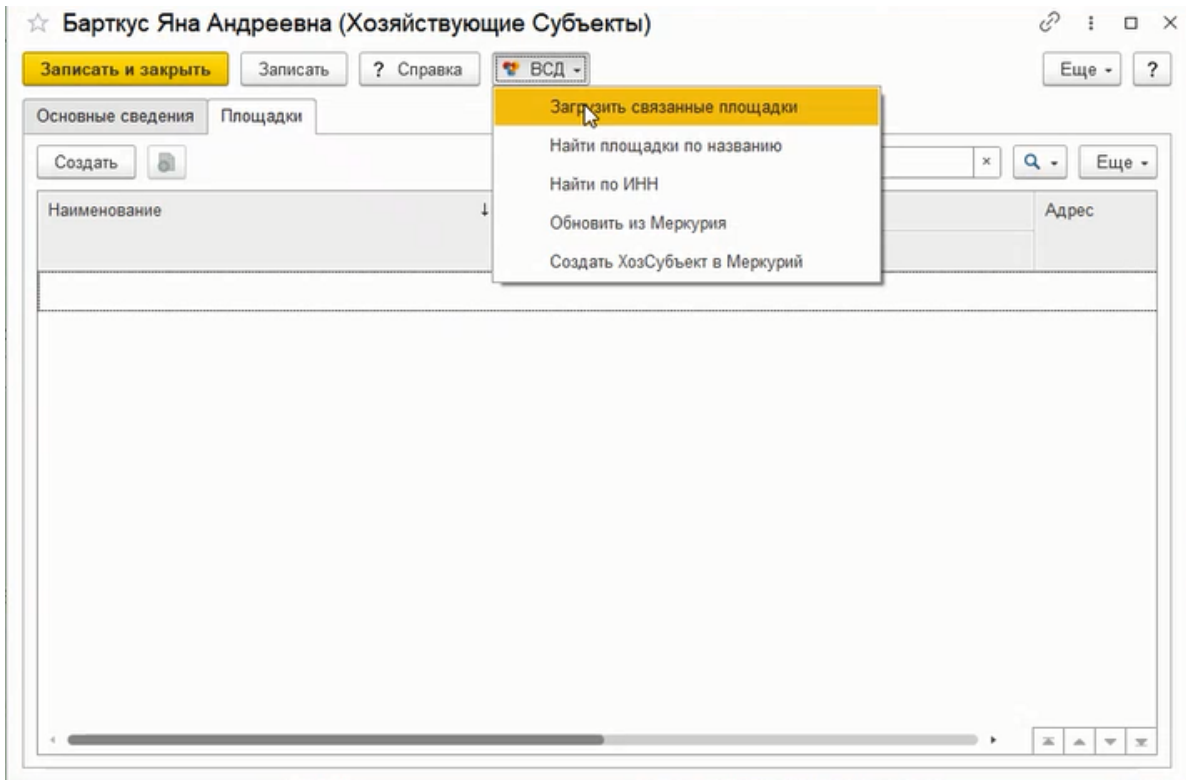 Барткус Яна Андреевна (Хозяйствующие Субъекты)
Записать и закрыть Записать ? Справка ВСД Еще ?
Основные сведения Площадки
Загрузить связанные площадки
Найти площадки по названию
Найти по ИНН
Обновить из Меркурия
Создать ХозСубъект в Меркурий
Создать × Еще
Наименование ↓ Адрес